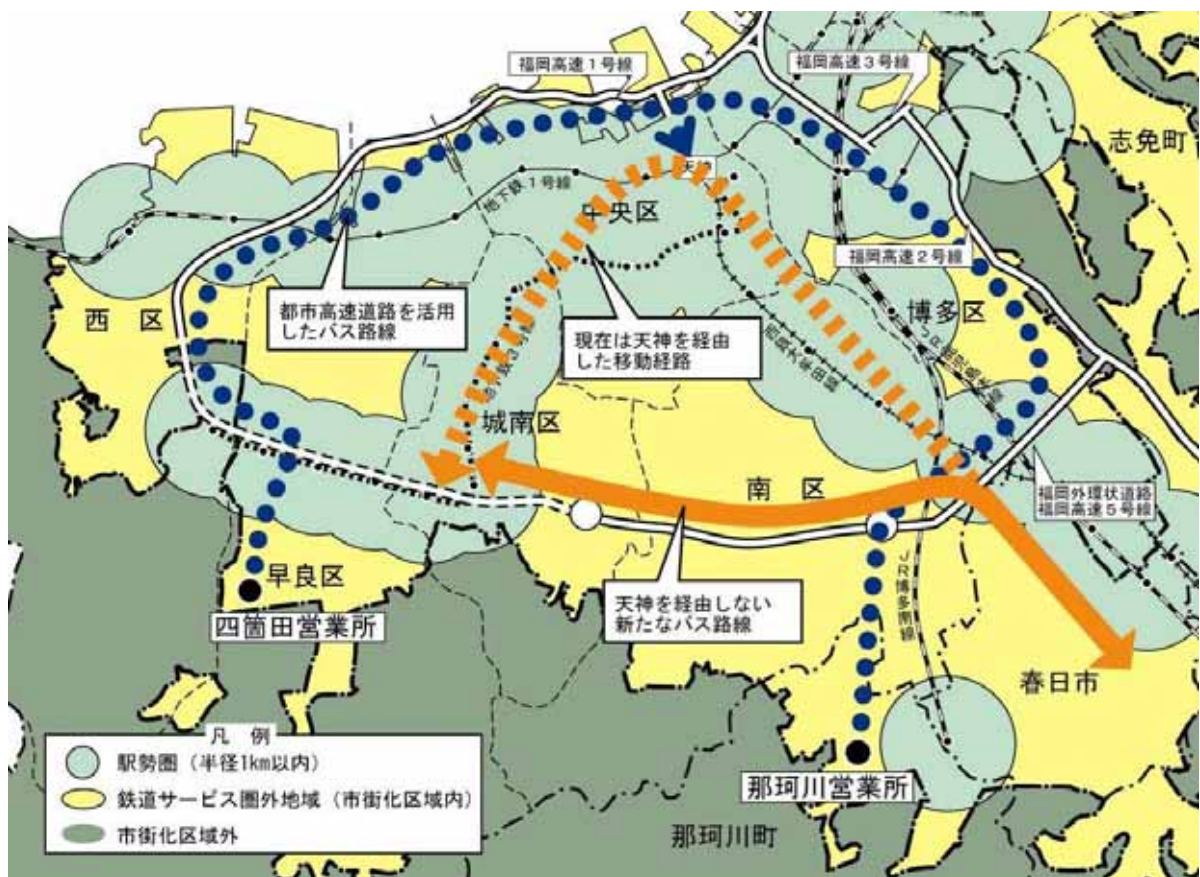 福岡高速1号線
福岡高速3号線
志免町
地下鉄1号線
中央区
福岡高速2号線
西 区
都市高速道路を活用
したバス路線
現在は天神を経由
した移動経路
博多区
西鉄大牟田線
城南区
南 区
福岡外環状道路
福岡高速5号線
早良区
四箇田営業所
天神を経由しない
新たなバス路線
JR博多南線
春日市
凡 例
駅勢圏(半径1km以内)
鉄道サービス圏外地域(市街化区域内)
市街化区域外
那珂川営業所
那珂川町